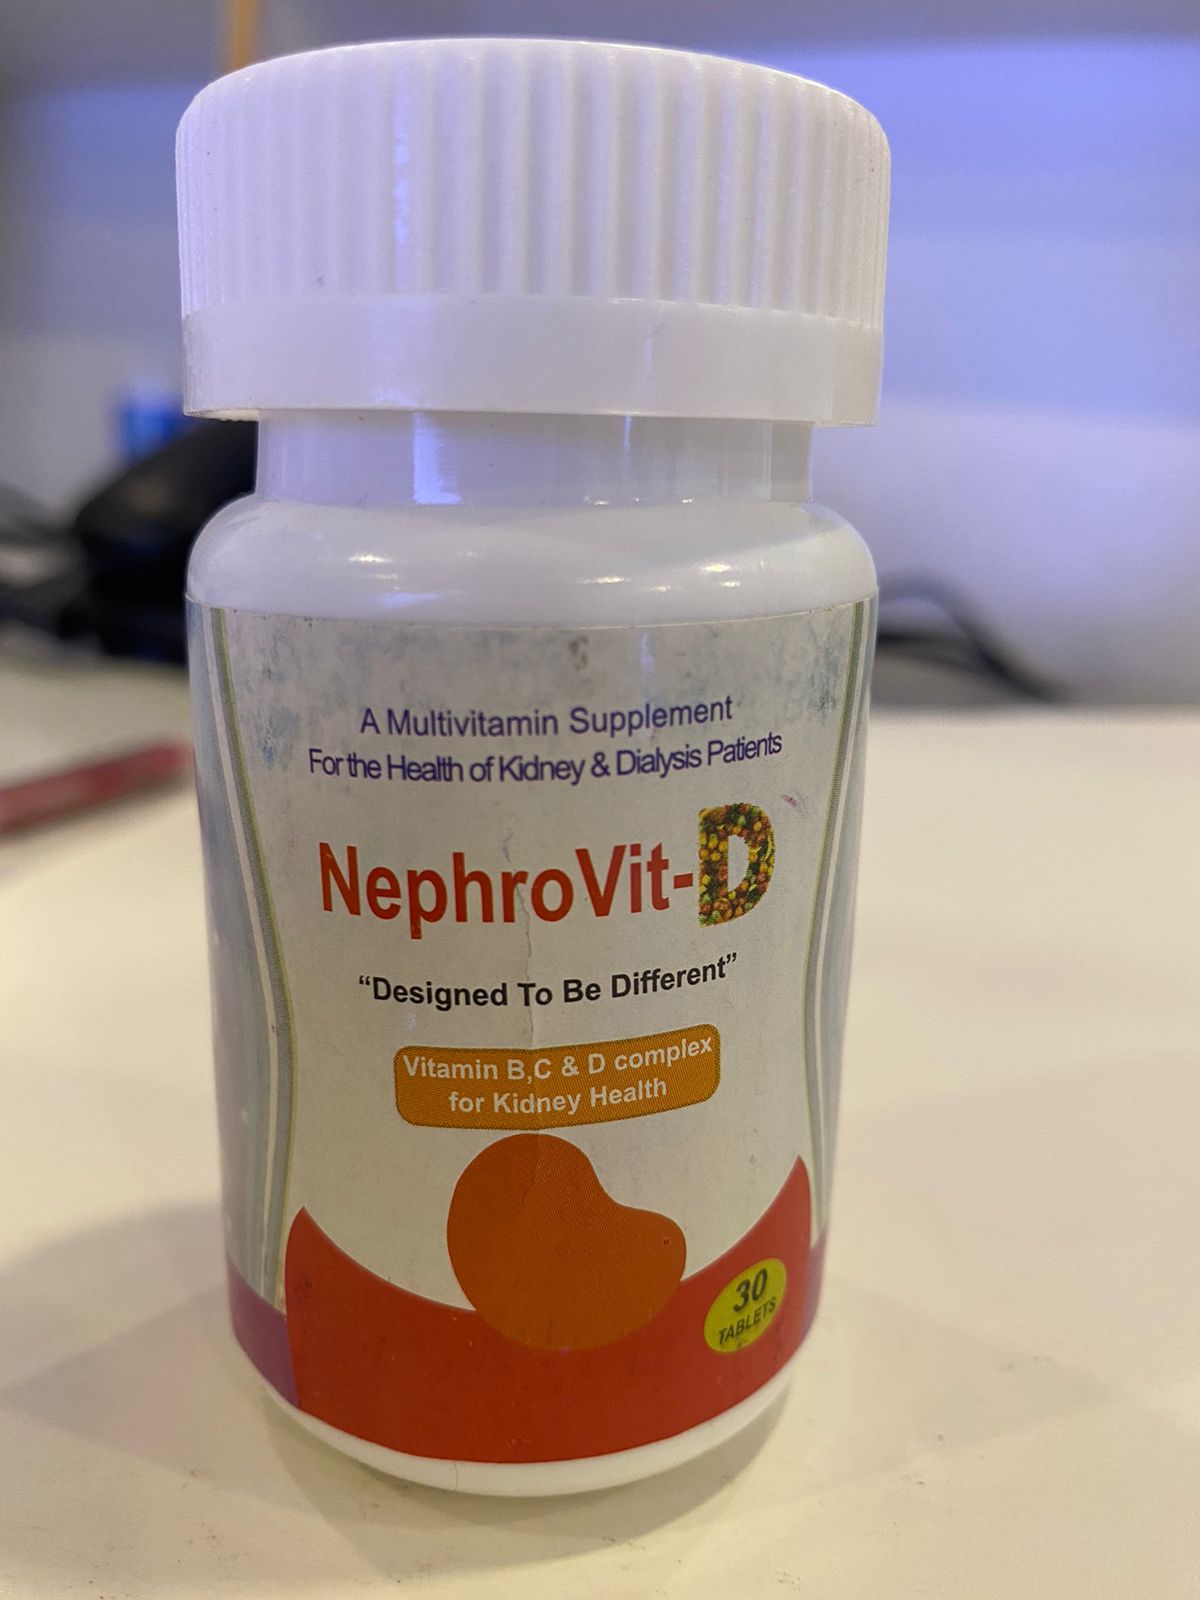 A Multivitamin Supplement
For the Health of Kidney & Dialysis Patients
NephroVit-D
“Designed To Be Different”
Vitamin B,C & D complex
for Kidney Health
30
TABLETS